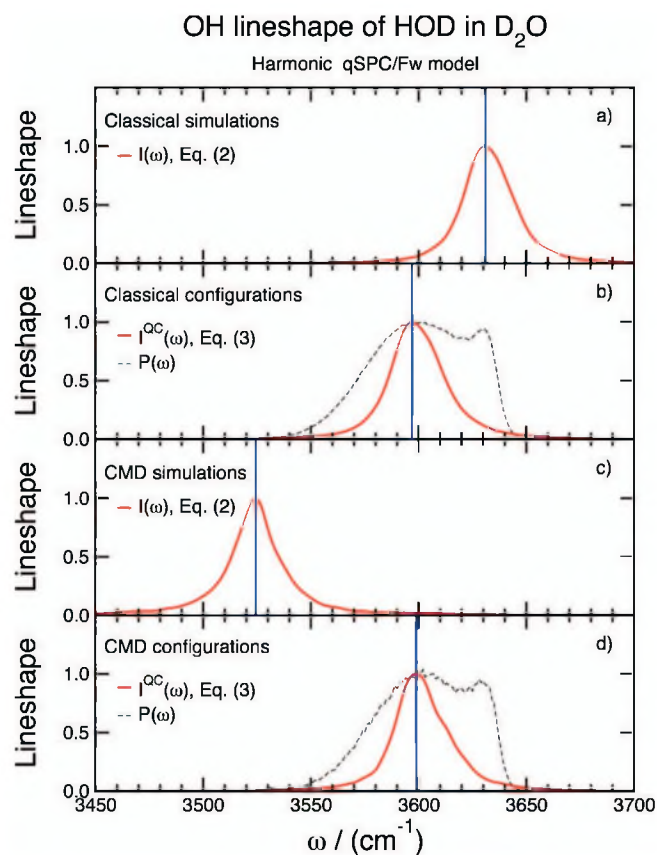 OH lineshape of HOD in D₂O
Harmonic qSPC/Fw model
Classical simulations
a)
I(ω), Eq. (2)
Lineshape
1.0
0.5
0.0
Classical configurations
b)
I^QC(ω), Eq. (3)
P(ω)
Lineshape
1.0
0.5
0.0
CMD simulations
c)
I(ω), Eq. (2)
Lineshape
1.0
0.5
0.0
CMD configurations
d)
I^QC(ω), Eq. (3)
P(ω)
Lineshape
1.0
0.5
0.0
3450 3500 3550 3600 3650 3700
ω / (cm⁻¹)